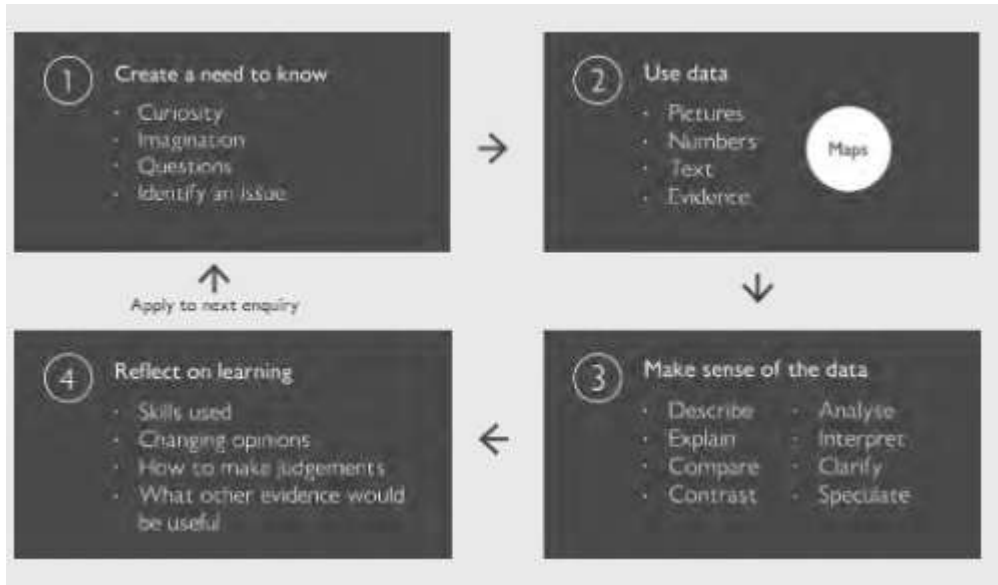 1 Create a need to know
· Curiosity
· Imagination
· Questions
· Identify an issue
2 Use data
· Pictures
· Numbers
· Text
· Evidence
Maps
3 Make sense of the data
· Describe · Analyse
· Explain · Interpret
· Compare · Clarify
· Contrast · Speculate
4 Reflect on learning
· Skills used
· Changing opinions
· How to make judgements
· What other evidence would
be useful
Apply to next enquiry